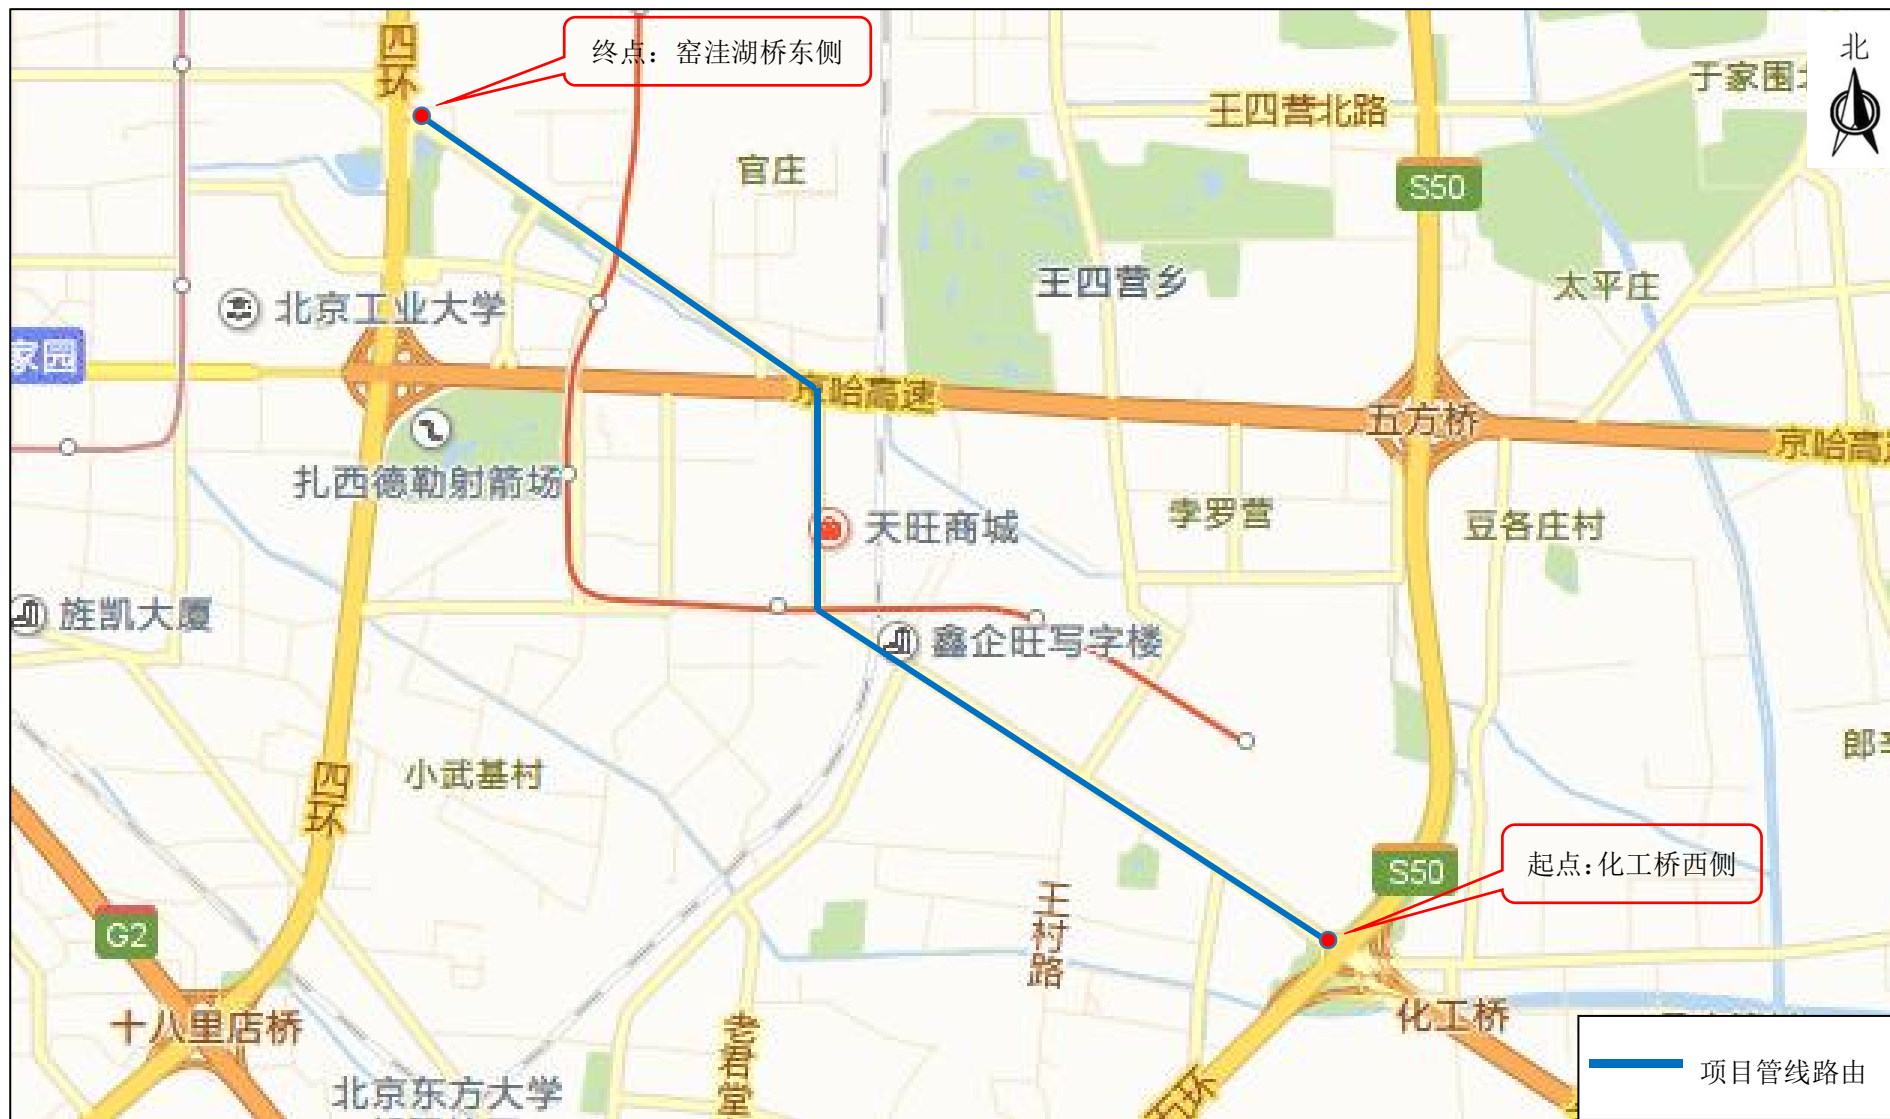 四环
终点：窑洼湖桥东侧
北
于家围
王四营北路
官庄
S50
王四营乡
太平庄
北京工业大学
家园
京哈高速
五方桥
京哈高速
扎西德勒射箭场
天旺商城
孛罗营
豆各庄村
旌凯大厦
鑫企旺写字楼
郎辛
小武基村
四环
S50
起点:化工桥西侧
王村路
G2
十八里店桥
化工桥
老君堂
项目管线路由
北京东方大学
五环